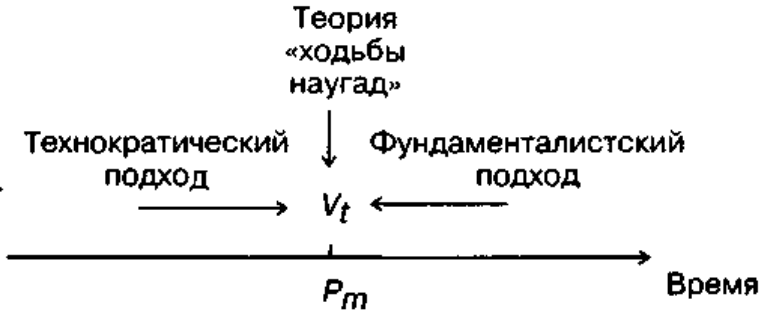 Теория
«ходьбы
наугад»
Технократический
подход
Фундаменталистский
подход
Vt
Pm
Время